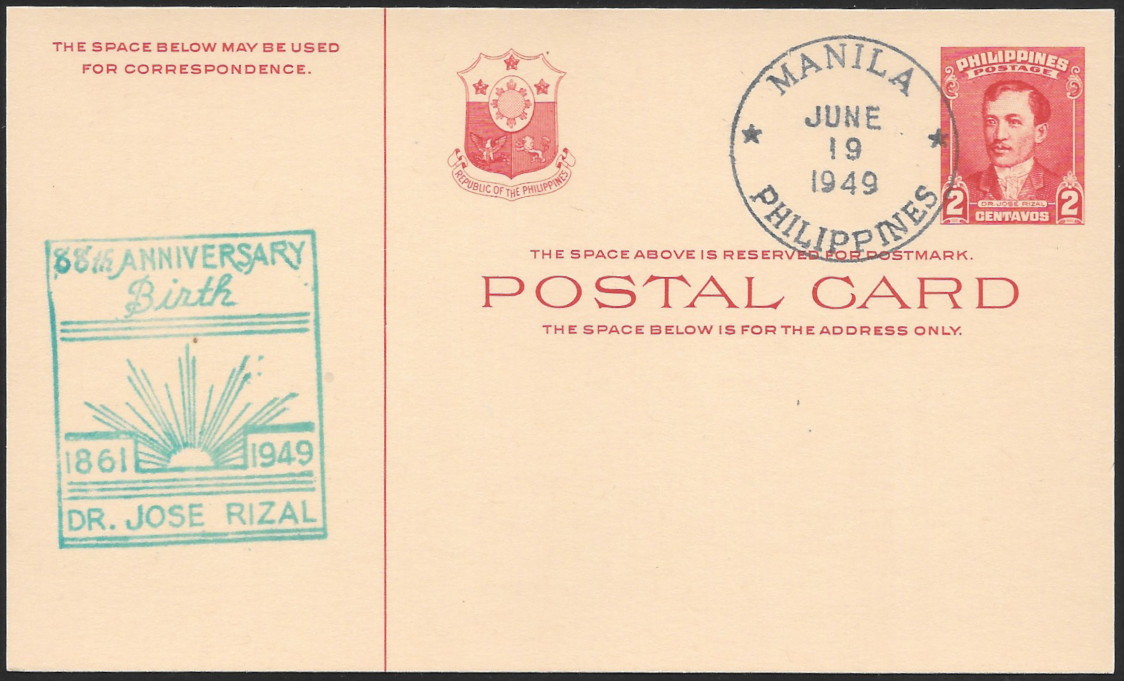 THE SPACE BELOW MAY BE USED
FOR CORRESPONDENCE.
88th ANNIVERSARY
Birth
1861 1949
DR. JOSE RIZAL
REPUBLIC OF THE PHILIPPINES
MANILA
JUNE
19
1949
PHILIPPINES
PHILIPPINES
POSTAGE
DR. JOSE RIZAL
2 CENTAVOS 2
THE SPACE ABOVE IS RESERVED FOR POSTMARK.
POSTAL CARD
THE SPACE BELOW IS FOR THE ADDRESS ONLY.